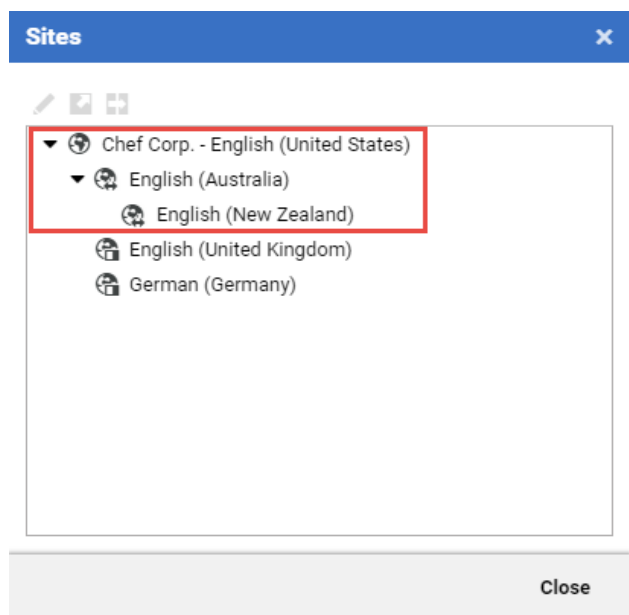 Sites
Chef Corp. - English (United States)
English (Australia)
English (New Zealand)
English (United Kingdom)
German (Germany)
Close